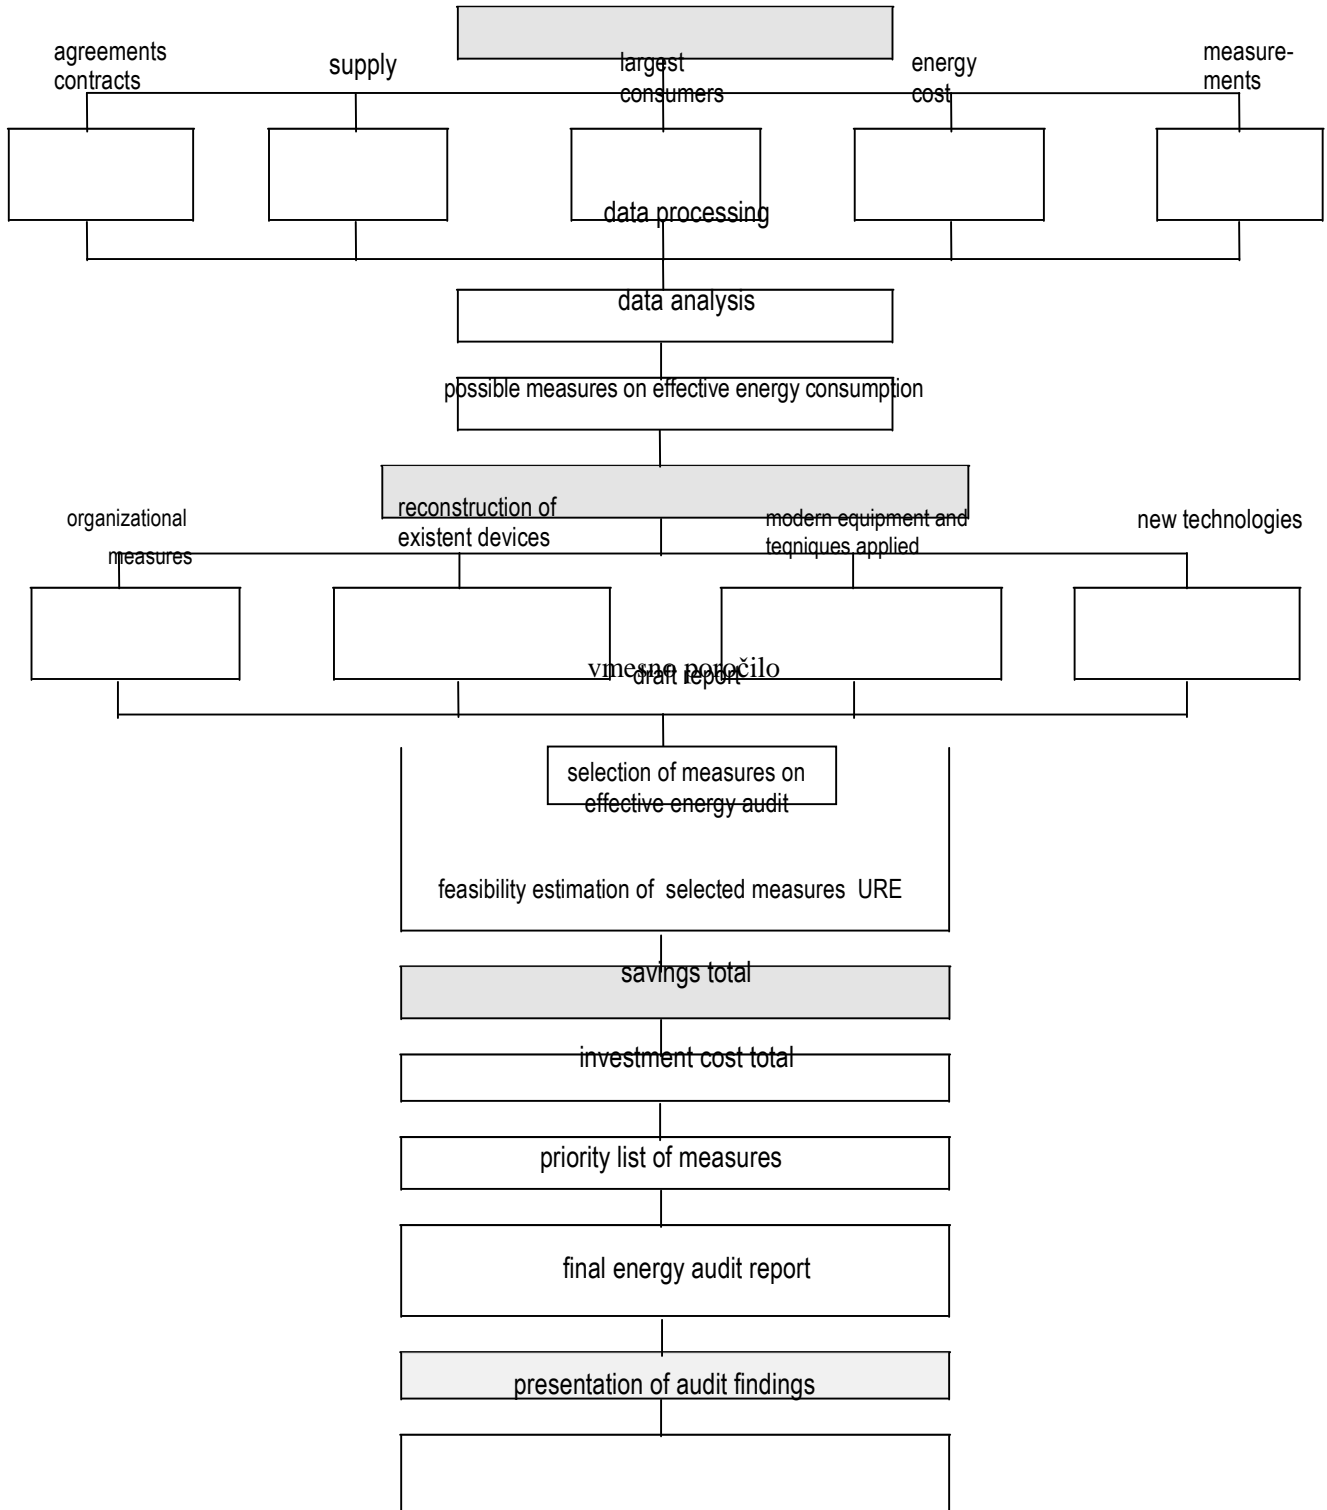 agreements
contracts
supply
largest
consumers
energy
cost
measure-
ments
data processing
data analysis
possible measures on effective energy consumption
organizational
measures
reconstruction of
existent devices
modern equipment and
teqniques applied
new technologies
vmesno poročilo
draft report
selection of measures on
effective energy audit
feasibility estimation of selected measures URE
savings total
investment cost total
priority list of measures
final energy audit report
presentation of audit findings